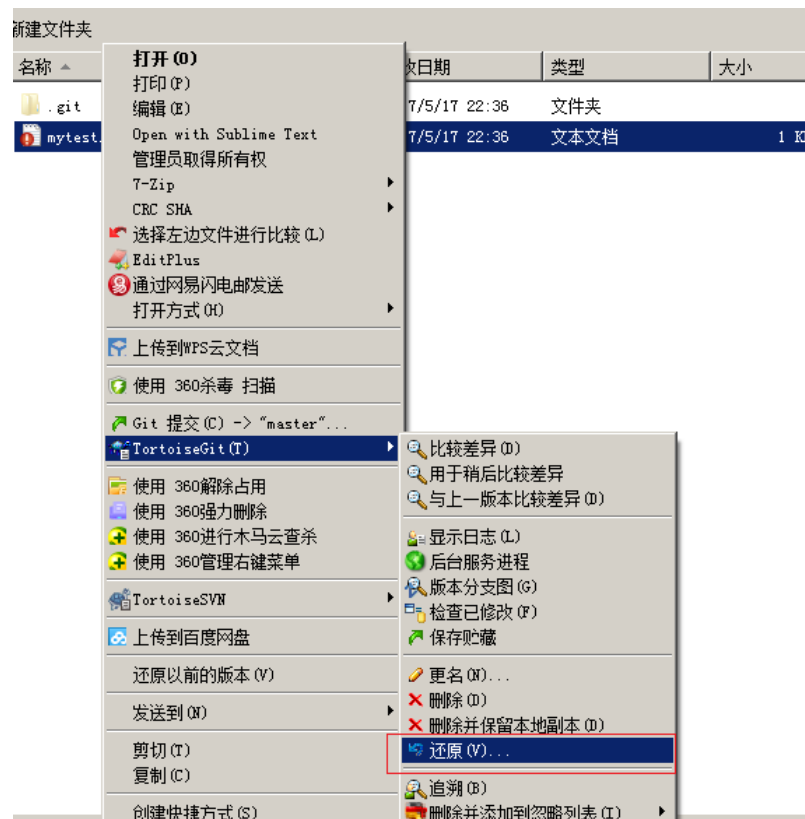 新建文件夹
名称 改日期 类型 大小
打开(O)
打印(P)
编辑(E)
Open with Sublime Text
管理员取得所有权
7-Zip
CRC SHA
选择左边文件进行比较(L)
EditPlus
通过网易闪电邮发送
打开方式(H)
上传到WPS云文档
使用 360杀毒 扫描
Git 提交(C) -> "master"...
TortoiseGit(T)
使用 360解除占用
使用 360强力删除
使用 360进行木马云查杀
使用 360管理右键菜单
TortoiseSVN
上传到百度网盘
还原以前的版本(V)
发送到(N)
剪切(T)
复制(C)
创建快捷方式(S)
.git 7/5/17 22:36 文件夹
mytest. 7/5/17 22:36 文本文档 1 K
比较差异(D)
用于稍后比较差异
与上一版本比较差异(D)
显示日志(L)
后台服务进程
版本分支图(G)
检查已修改(F)
保存贮藏
更名(N)...
删除(D)
删除并保留本地副本(D)
还原(V)...
追溯(B)
删除并添加到忽略列表(I)